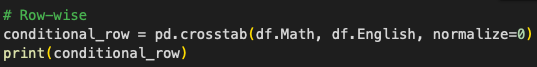 # Row-wise
conditional_row = pd.crosstab(df.Math, df.English, normalize=0)
print(conditional_row)